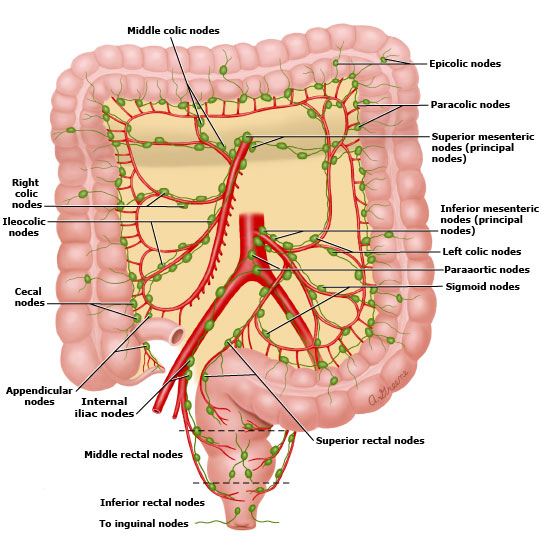 Middle colic nodes
Epicolic nodes
Paracolic nodes
Superior mesenteric
nodes (principal
nodes)
Right
colic
nodes
Ileocolic
nodes
Inferior mesenteric
nodes (principal
nodes)
Left colic nodes
Paraaortic nodes
Sigmoid nodes
Cecal
nodes
Appendicular
nodes
Internal
iliac nodes
Superior rectal nodes
Middle rectal nodes
Inferior rectal nodes
To inguinal nodes
A. Greene